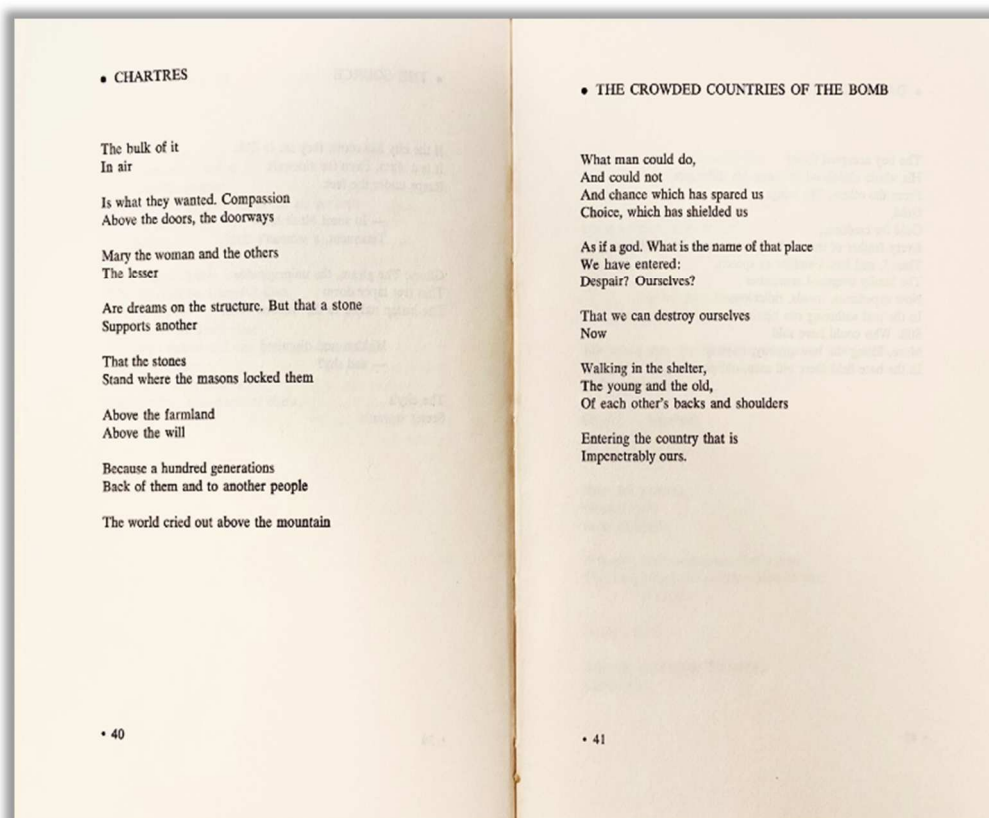 • CHARTRES
The bulk of it
In air
Is what they wanted. Compassion
Above the doors, the doorways
Mary the woman and the others
The lesser
Are dreams on the structure. But that a stone
Supports another
That the stones
Stand where the masons locked them
Above the farmland
Above the will
Because a hundred generations
Back of them and to another people
The world cried out above the mountain
• 40
• THE CROWDED COUNTRIES OF THE BOMB
What man could do,
And could not
And chance which has spared us
Choice, which has shielded us
As if a god. What is the name of that place
We have entered:
Despair? Ourselves?
That we can destroy ourselves
Now
Walking in the shelter,
The young and the old,
Of each other's backs and shoulders
Entering the country that is
Impenetrably ours.
• 41